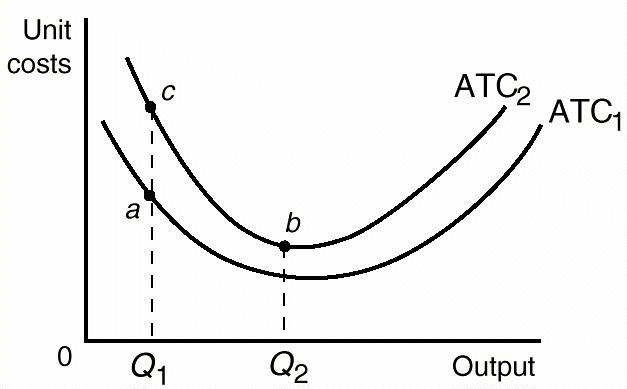 Unit
costs
c
ATC2
ATC1
a
b
0
Q1
Q2
Output